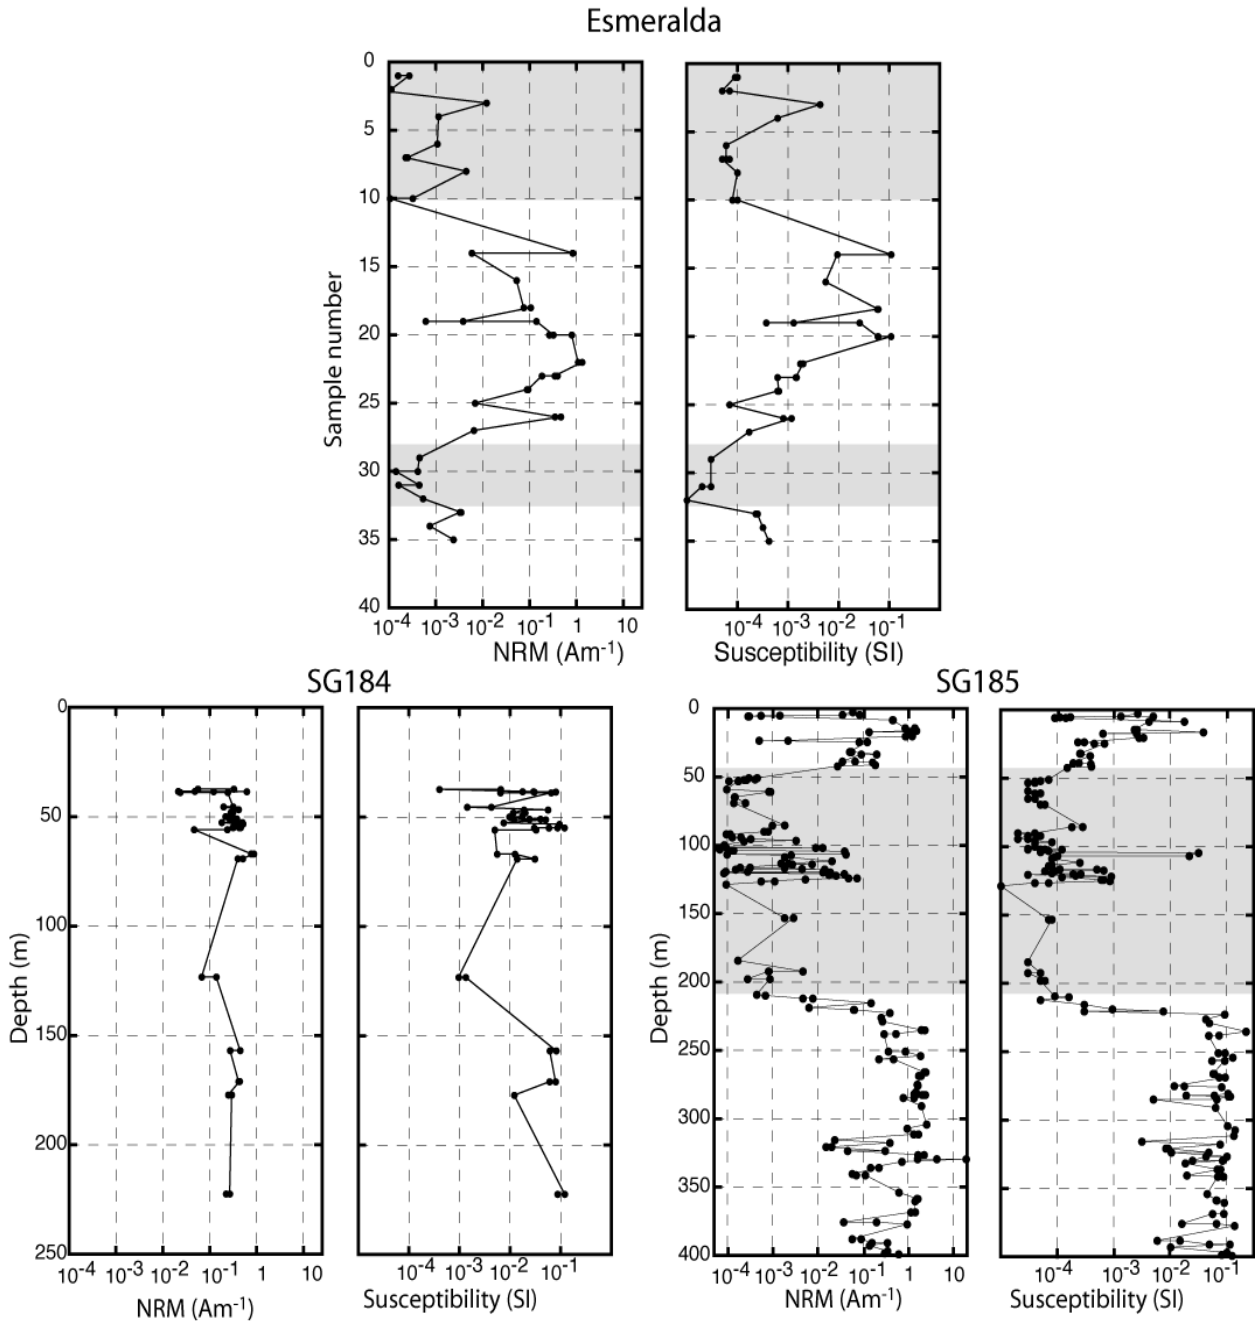 Esmeralda
0
5
10
15
20
25
30
35
40
Sample number
10-4 10-3 10-2 10-1 1 10
NRM (Am-1)
10-4 10-3 10-2 10-1
Susceptibility (SI)
SG184
0
50
100
150
200
250
Depth (m)
10-4 10-3 10-2 10-1 1 10
NRM (Am-1)
10-4 10-3 10-2 10-1
Susceptibility (SI)
SG185
0
50
100
150
200
250
300
350
400
Depth (m)
10-4 10-3 10-2 10-1 1 10
NRM (Am-1)
10-4 10-3 10-2 10-1
Susceptibility (SI)